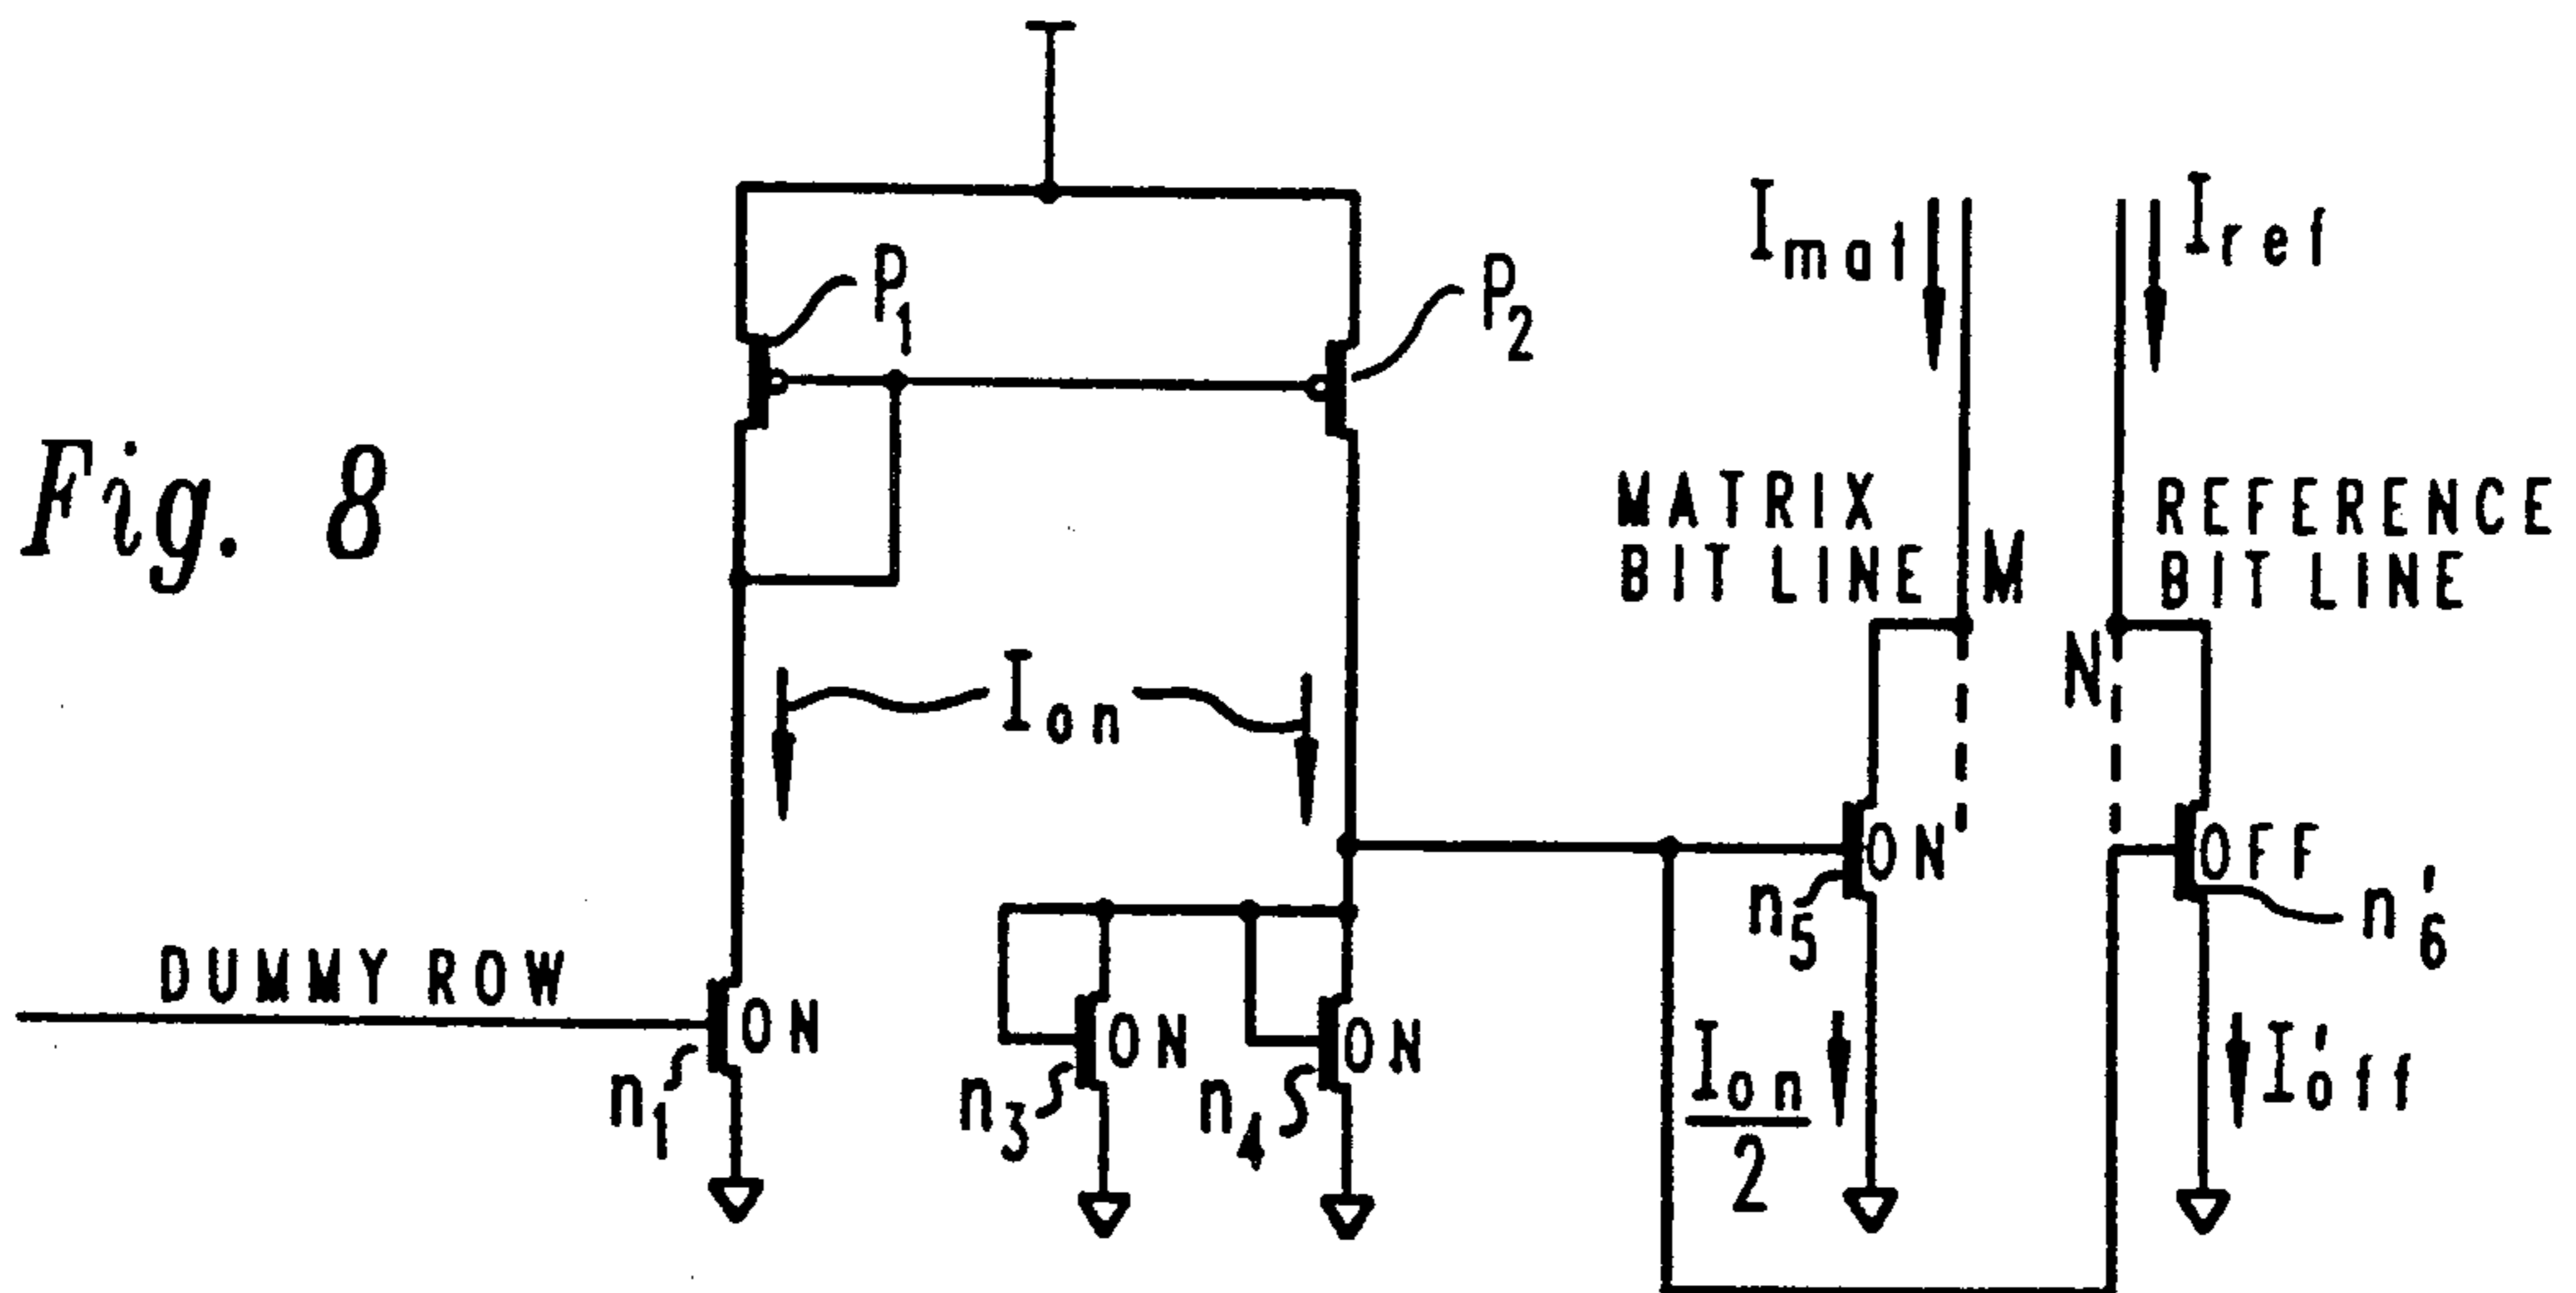 Fig. 8
P1
P2
Imat
Iref
MATRIX
BIT LINE
M
REFERENCE
BIT LINE
N
Ion
DUMMY ROW
ON
n1
ON
n3
ON
n4
ON
n5
OFF
n'6
Ion
2
I'off